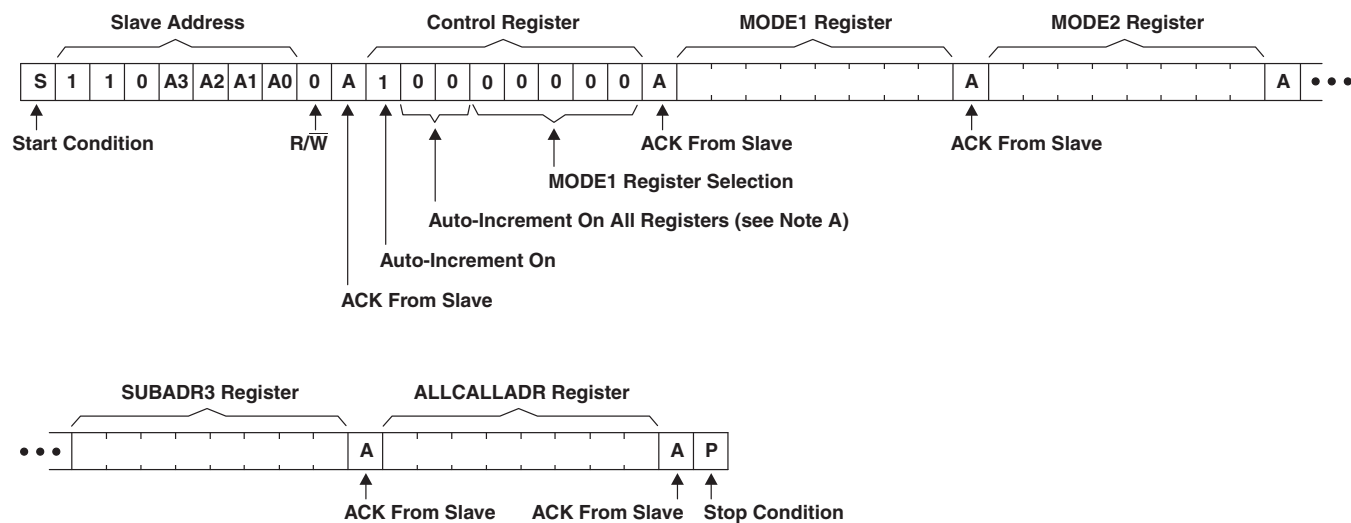 Slave Address Control Register MODE1 Register MODE2 Register
S 1 1 0 A3 A2 A1 A0 0 A 1 0 0 0 0 0 0 0 A A A •••
Start Condition R/W̅ ACK From Slave ACK From Slave
MODE1 Register Selection
Auto-Increment On All Registers (see Note A)
Auto-Increment On
ACK From Slave
SUBADR3 Register ALLCALLADR Register
••• A A P
ACK From Slave ACK From Slave Stop Condition